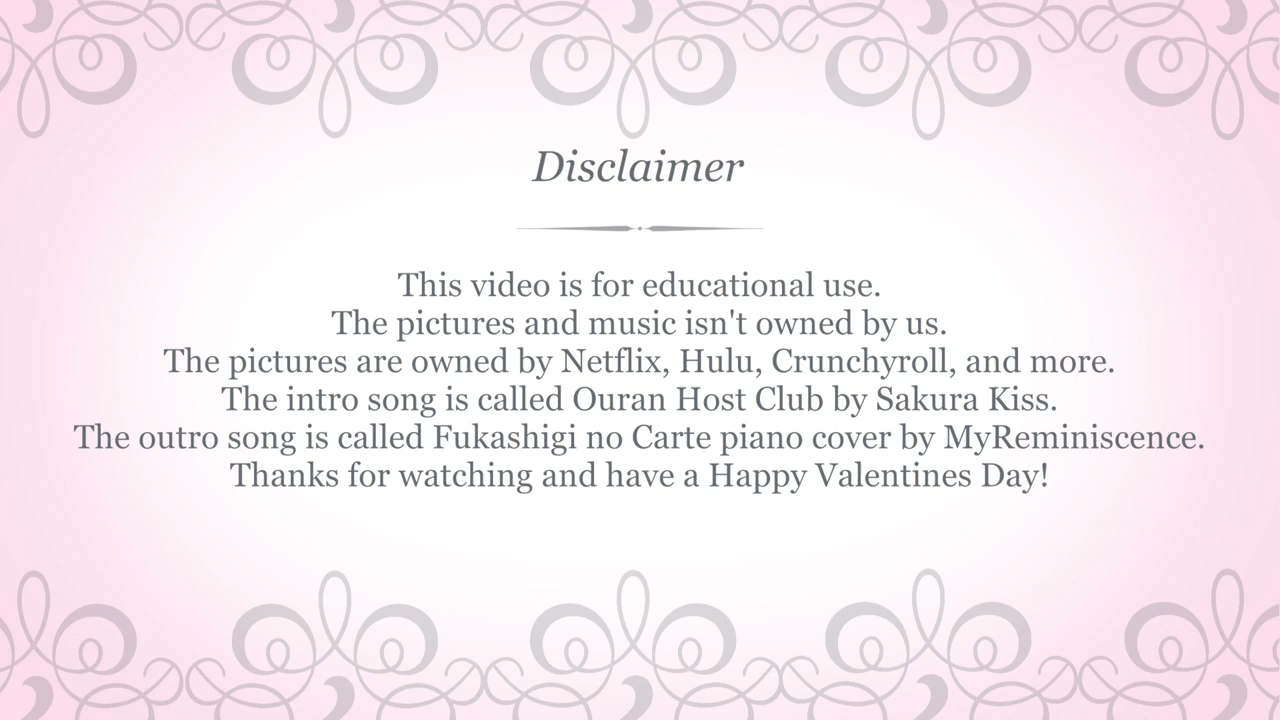 Disclaimer
This video is for educational use.
The pictures and music isn't owned by us.
The pictures are owned by Netflix, Hulu, Crunchyroll, and more.
The intro song is called Ouran Host Club by Sakura Kiss.
The outro song is called Fukashigi no Carte piano cover by MyReminiscence.
Thanks for watching and have a Happy Valentines Day!